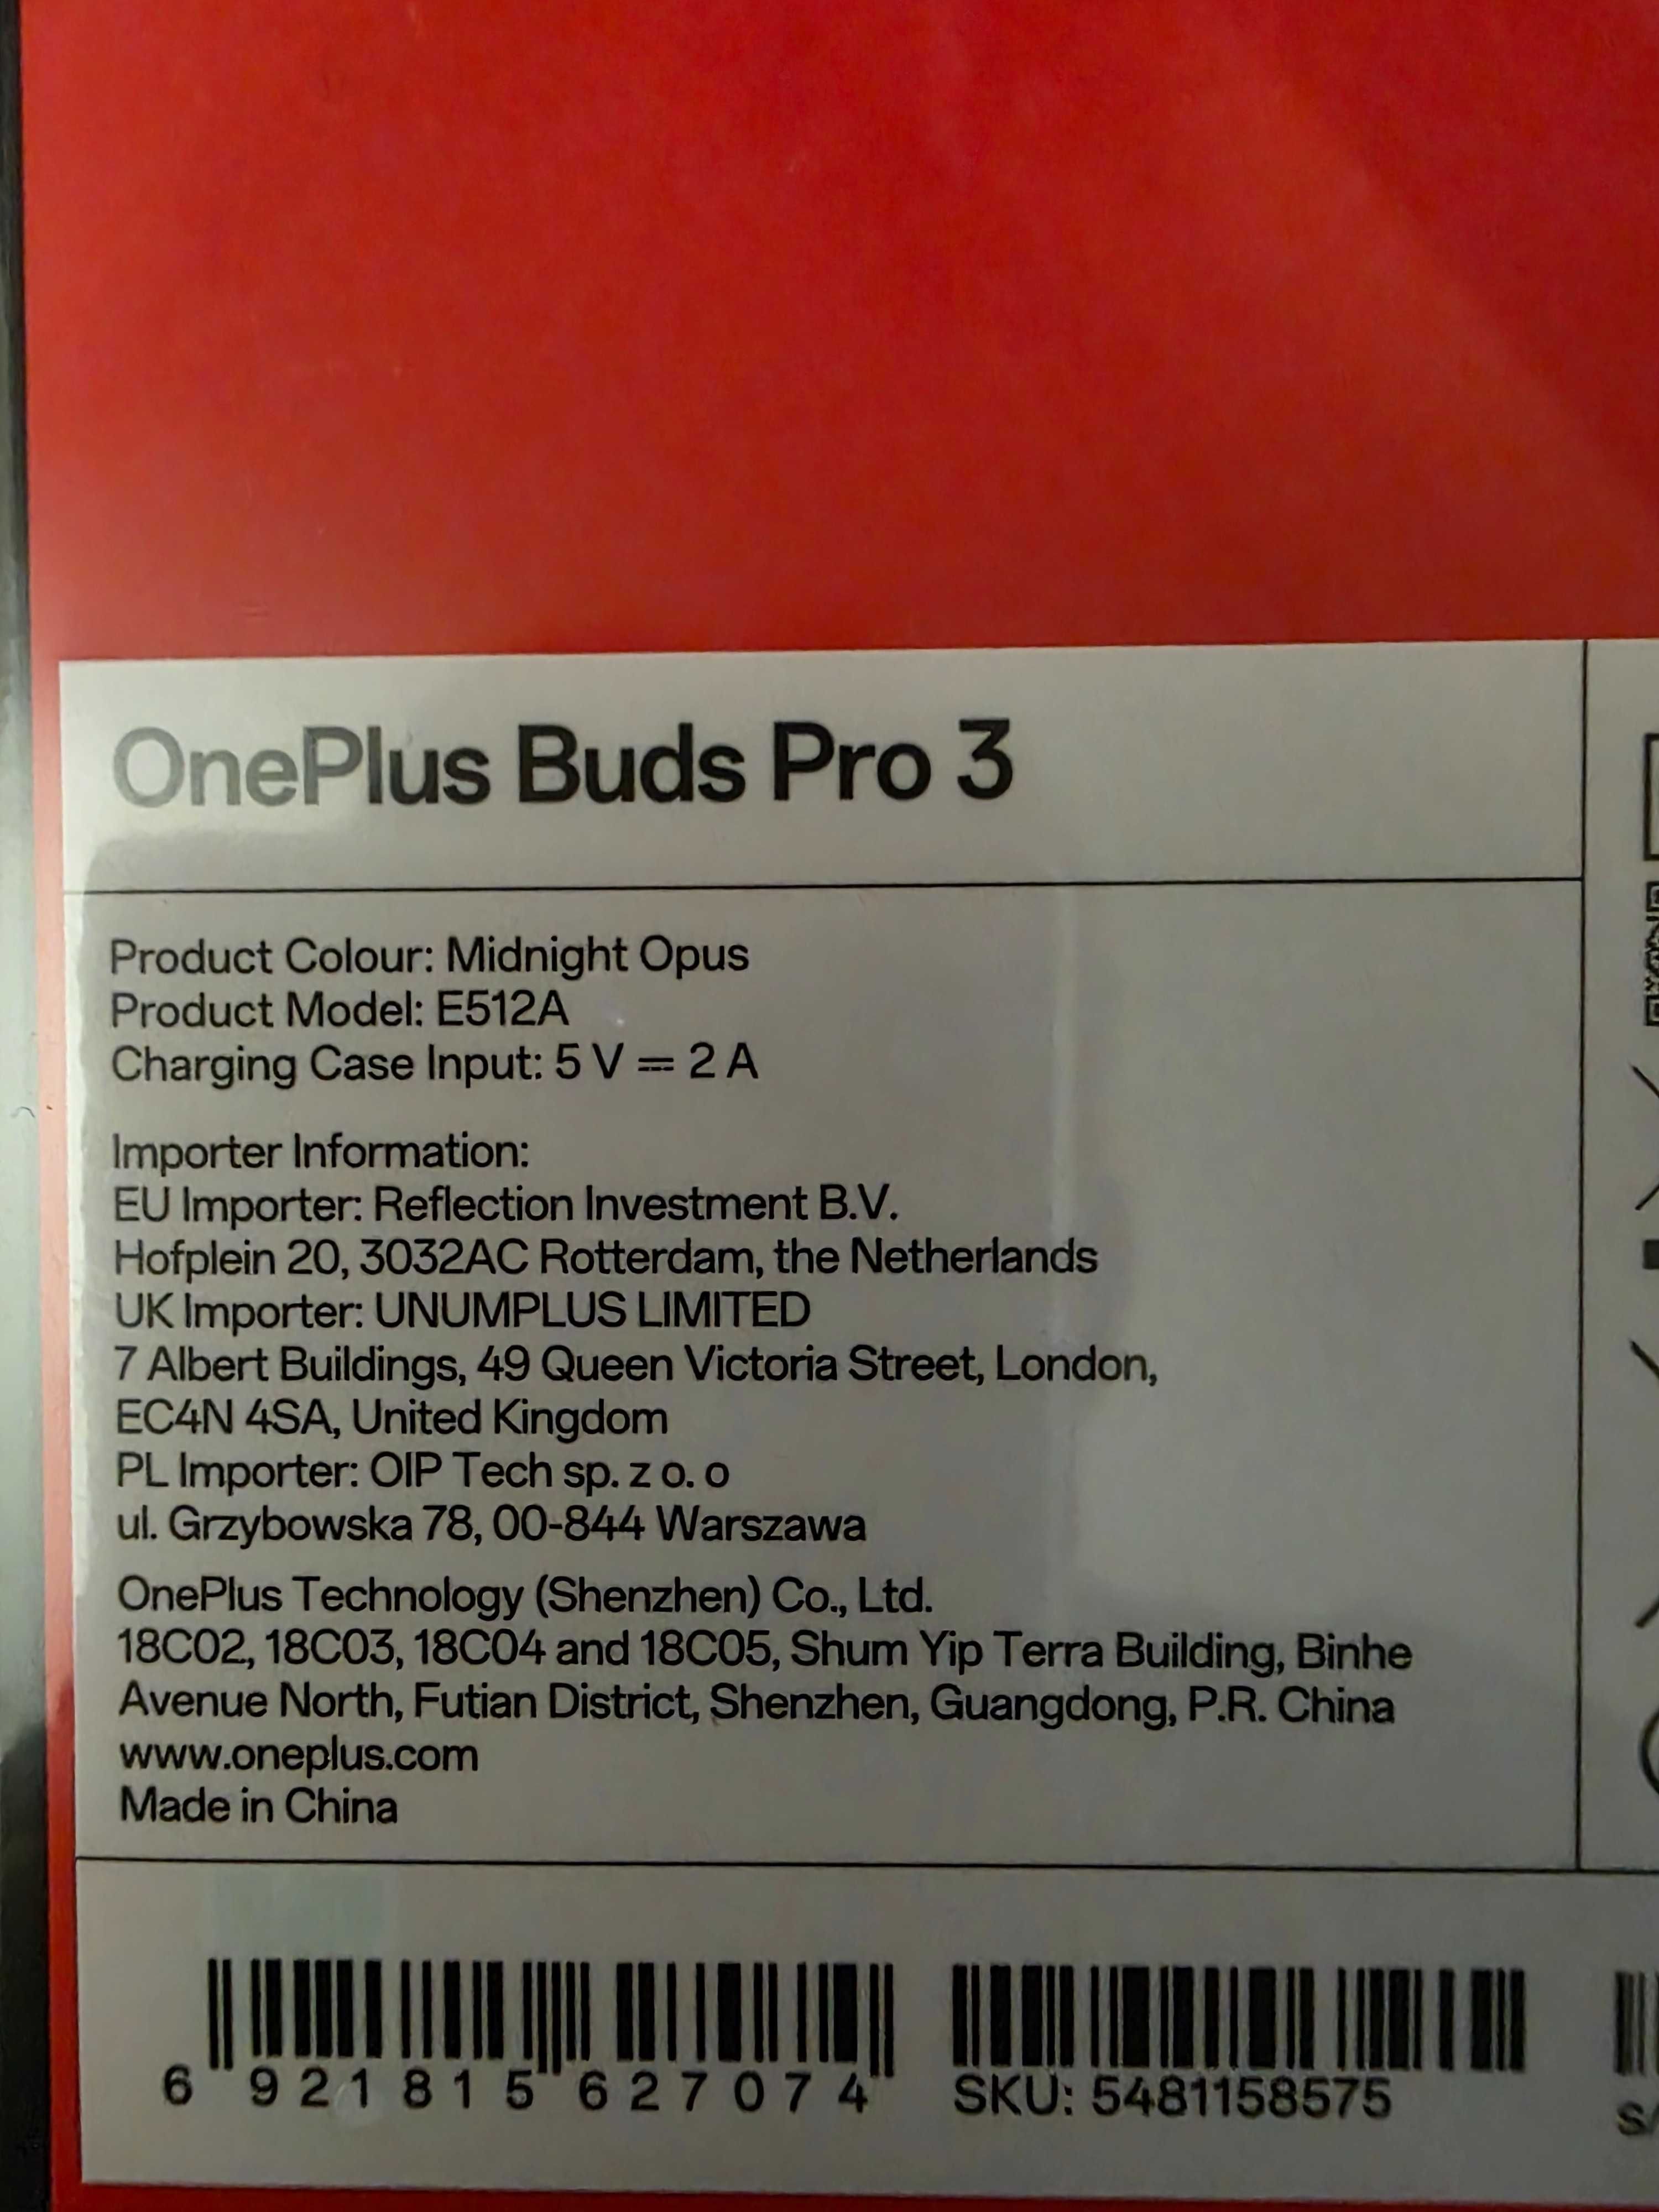 OnePlus Buds Pro 3
Product Colour: Midnight Opus
Product Model: E512A
Charging Case Input: 5 V ⎓ 2 A
Importer Information:
EU Importer: Reflection Investment B.V.
Hofplein 20, 3032AC Rotterdam, the Netherlands
UK Importer: UNUMPLUS LIMITED
7 Albert Buildings, 49 Queen Victoria Street, London,
EC4N 4SA, United Kingdom
PL Importer: OIP Tech sp. z o. o
ul. Grzybowska 78, 00-844 Warszawa
OnePlus Technology (Shenzhen) Co., Ltd.
18C02, 18C03, 18C04 and 18C05, Shum Yip Terra Building, Binhe
Avenue North, Futian District, Shenzhen, Guangdong, P.R. China
www.oneplus.com
Made in China
6 921815 627074
SKU: 5481158575